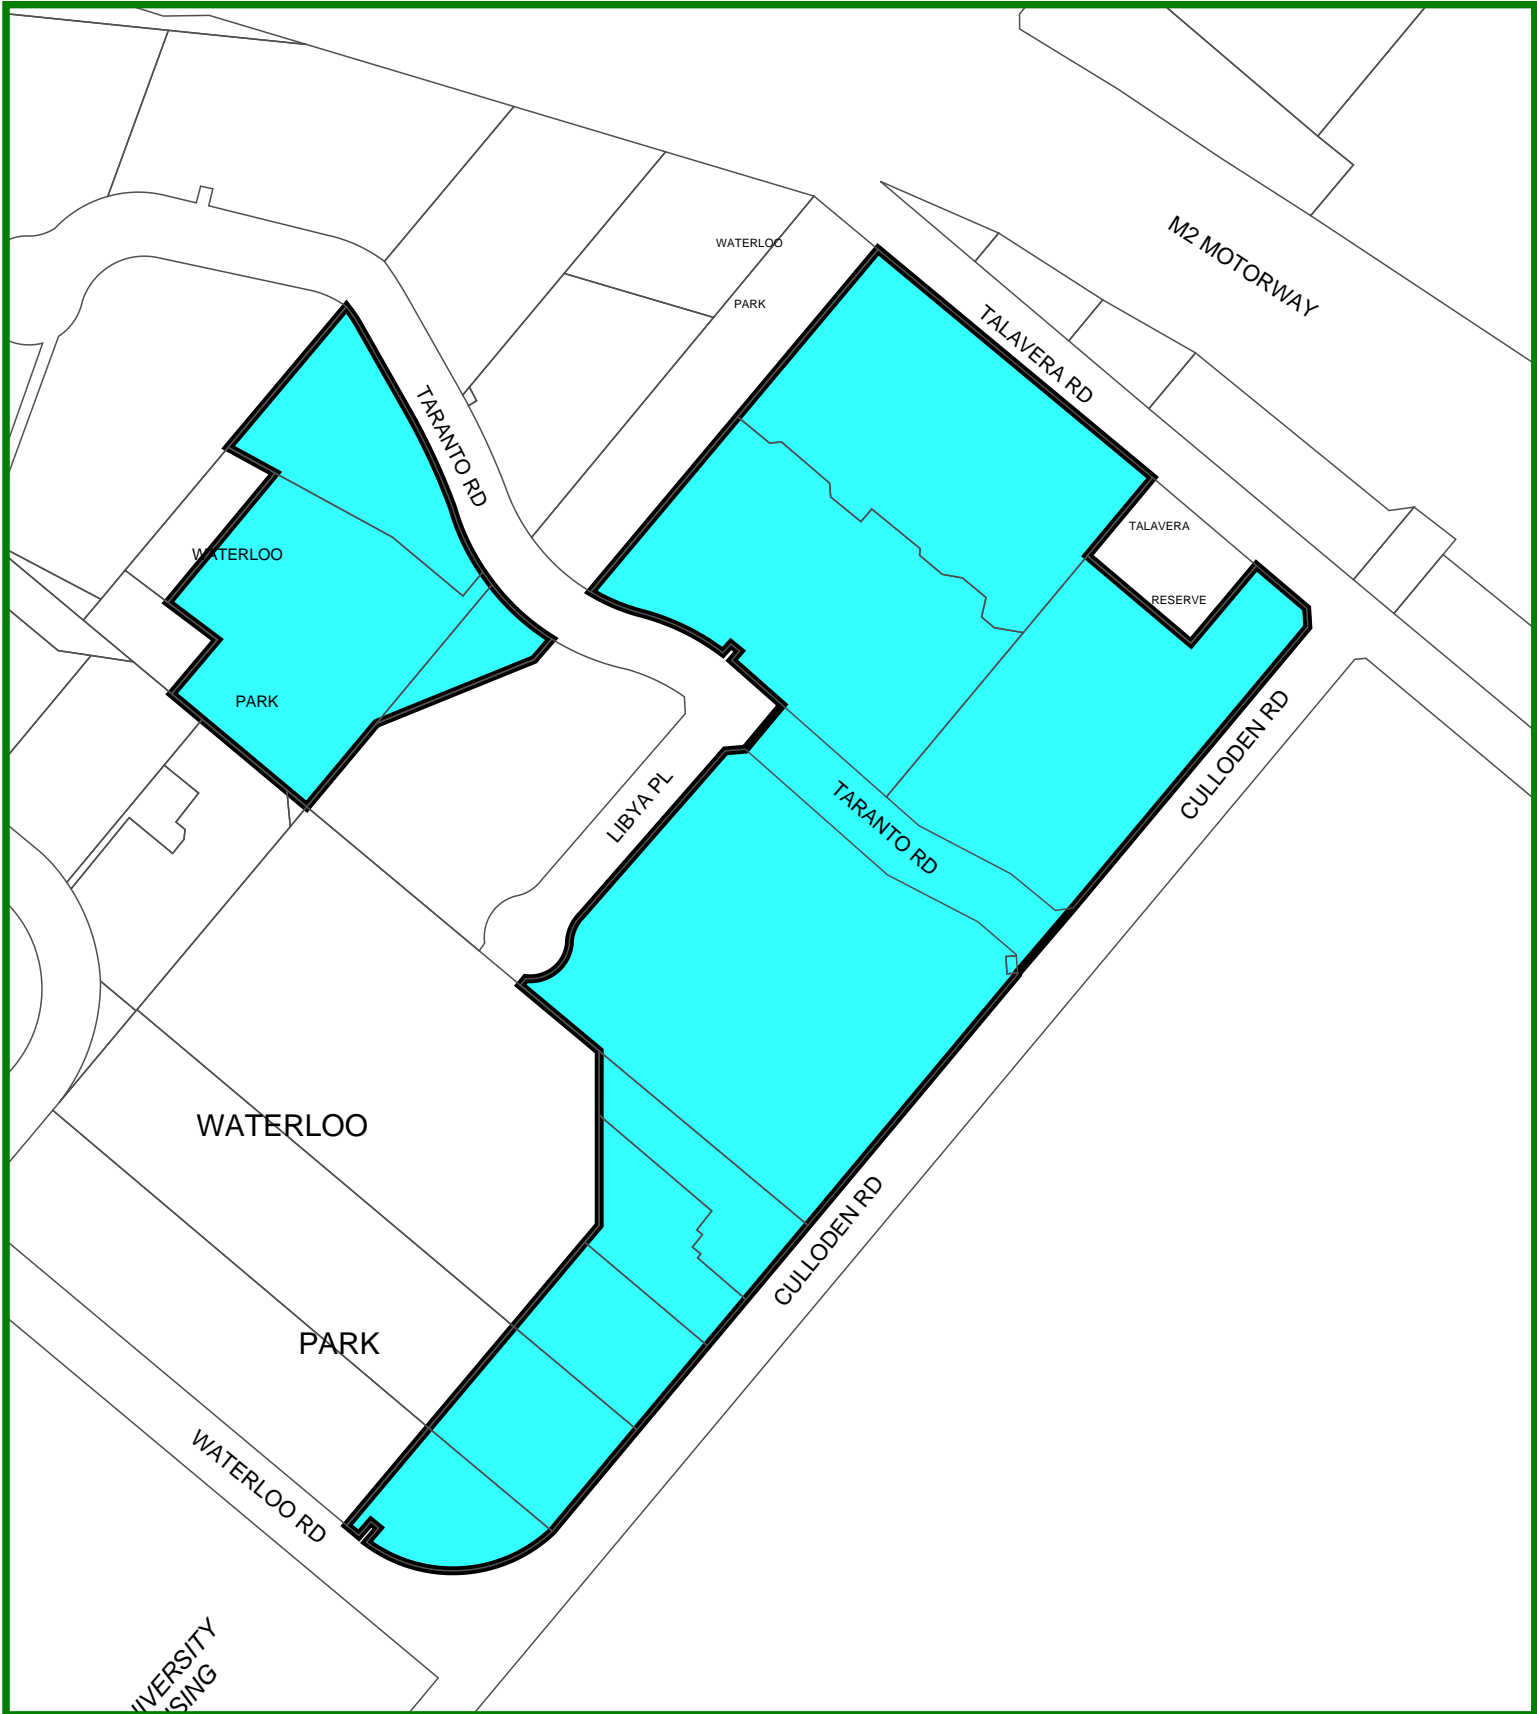 M2 MOTORWAY
WATERLOO
PARK
TALAVERA RD
TARANTO RD
TALAVERA
RESERVE
WATERLOO
PARK
CULLODEN RD
LIBYA PL
TARANTO RD
WATERLOO
PARK
CULLODEN RD
WATERLOO RD